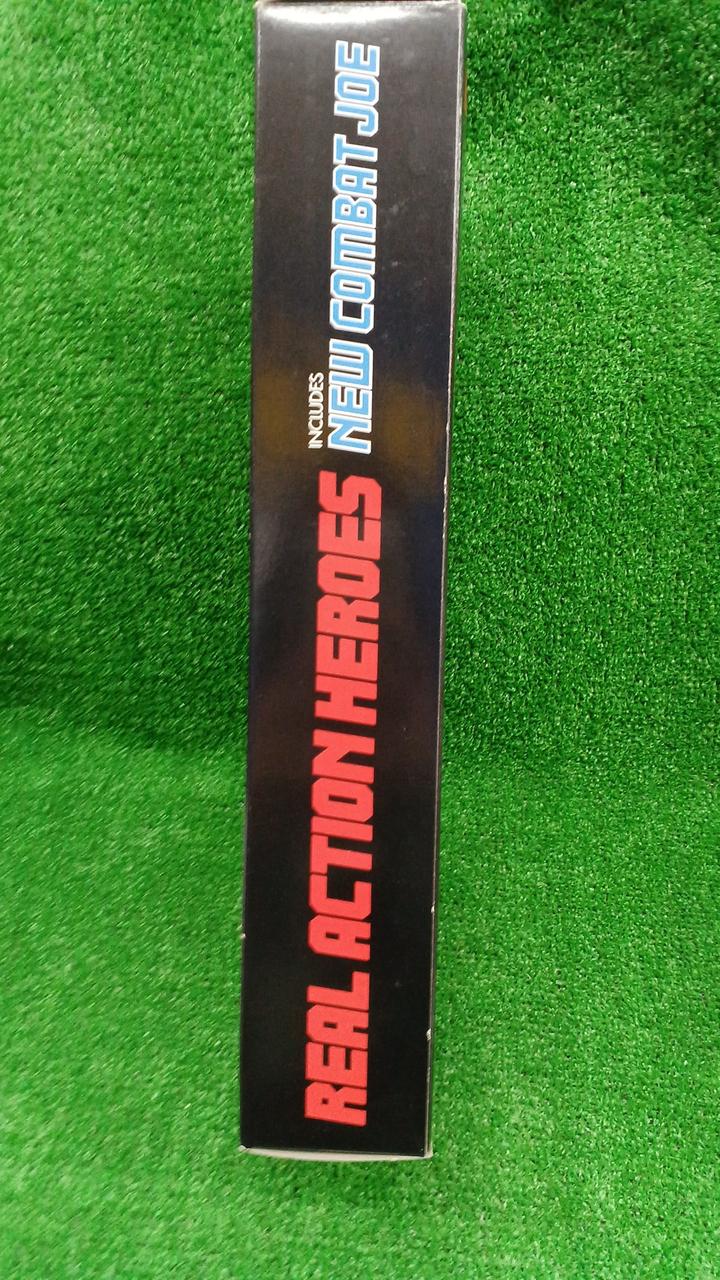 REAL ACTION HEROES
INCLUDES
NEW COMBAT JOE